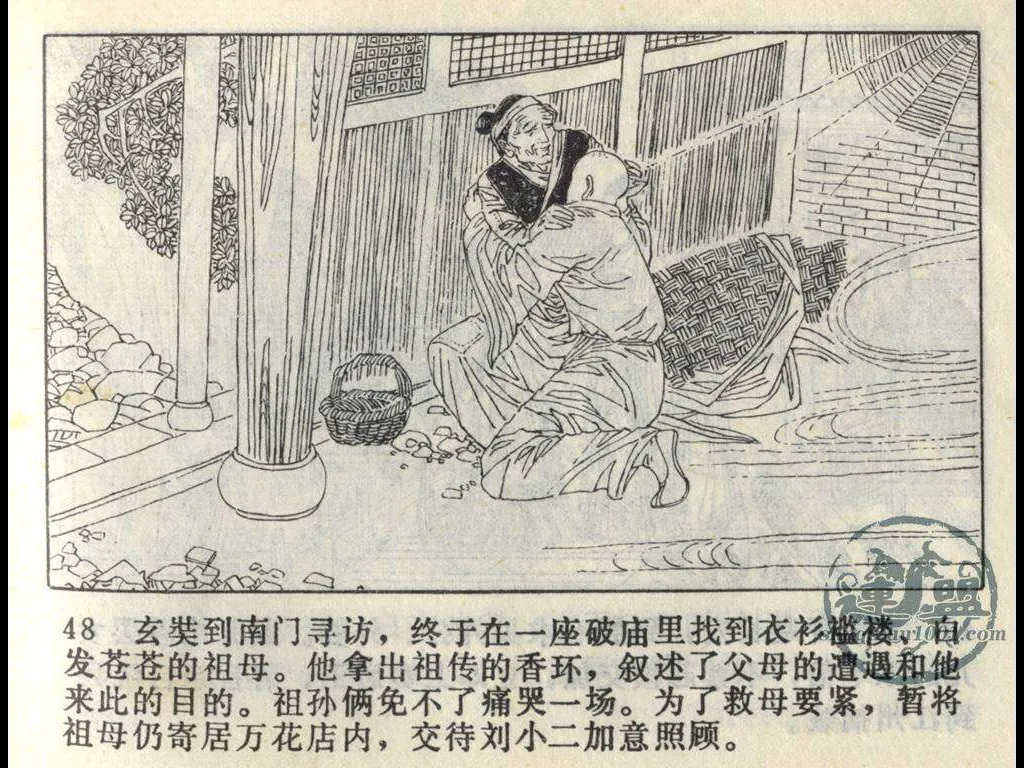 48 玄奘到南门寻访，终于在一座破庙里找到衣衫褴褛、白
发苍苍的祖母。他拿出祖传的香环，叙述了父母的遭遇和他
来此的目的。祖孙俩免不了痛哭一场。为了救母要紧，暂将
祖母仍寄居万花店内，交待刘小二加意照顾。